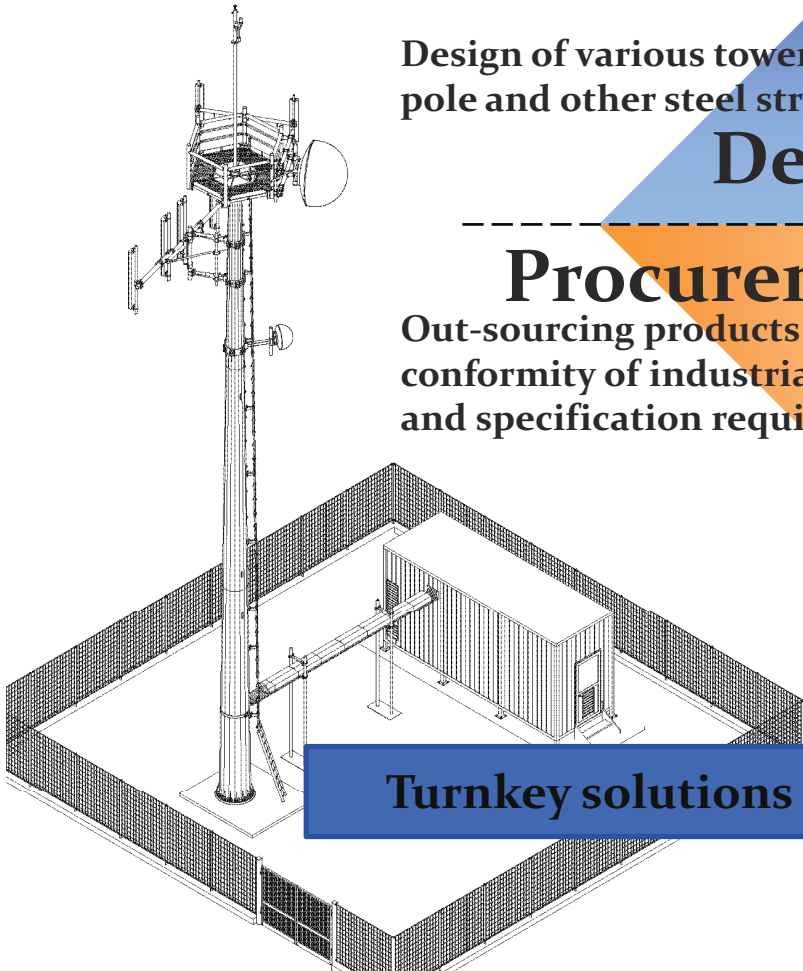 Design of various tower
pole and other steel str
De
Procurer
Out-sourcing products
conformity of industria
and specification requi
Turnkey solutions